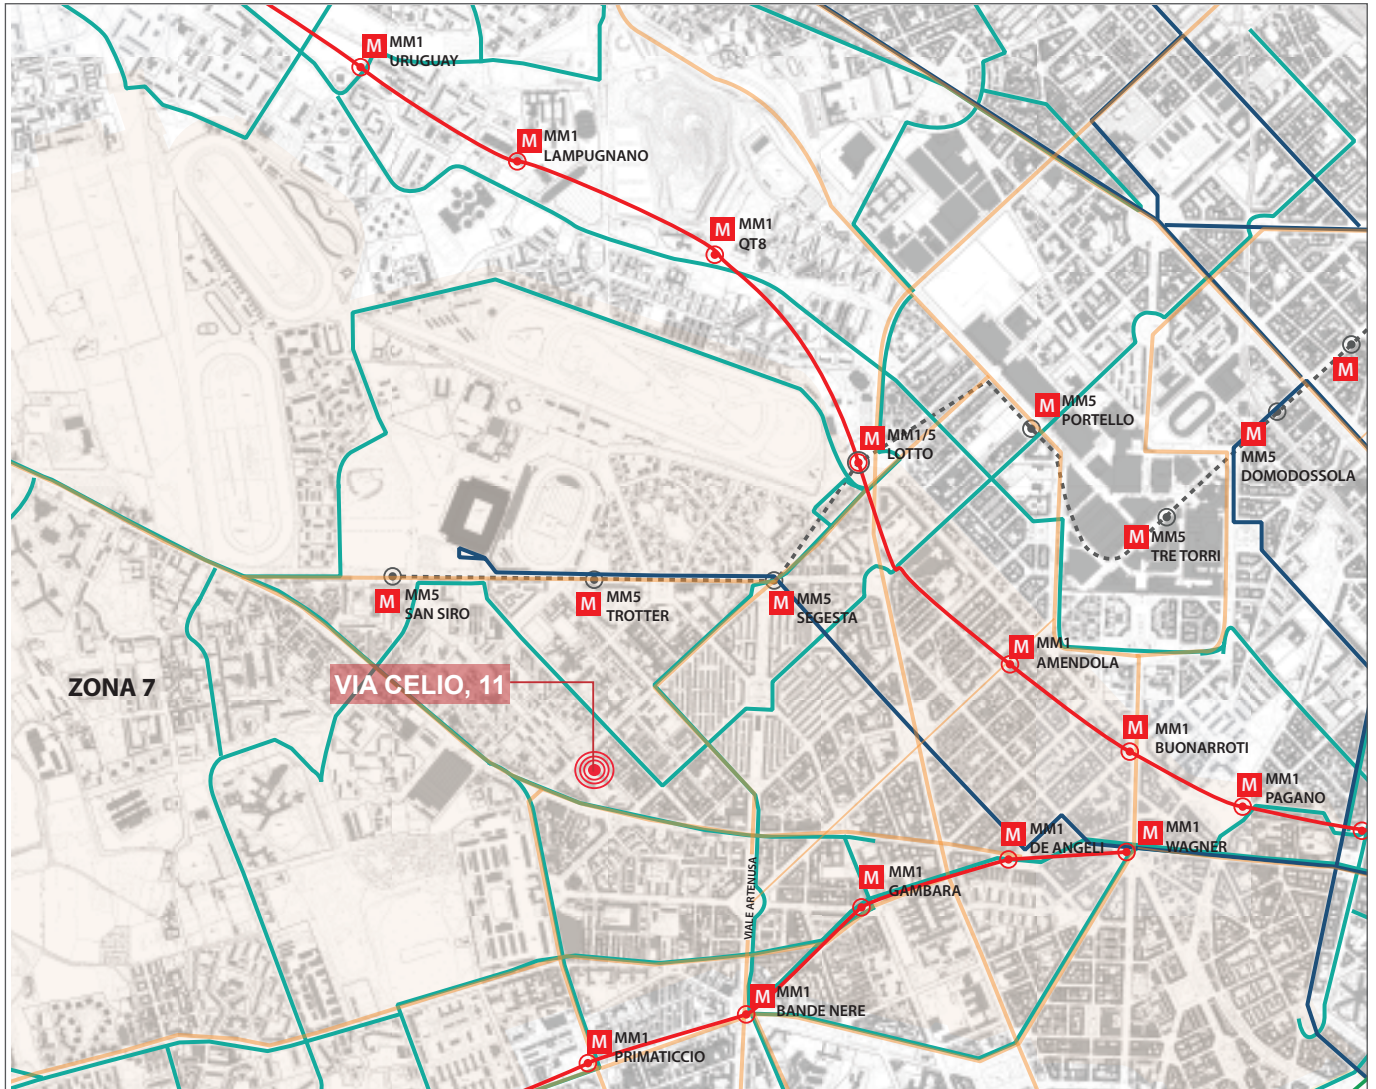 M MM1
URUGUAY
M MM1
LAMPUGNANO
M MM1
QT8
M
M MM5
PORTELLO
M MM1/5
LOTTO
M
MM5
DOMODOSSOLA
M MM5
TRE TORRI
M MM5
SAN SIRO
M MM5
TROTTER
M MM5
SEGESTA
M MM1
AMENDOLA
ZONA 7
VIA CELIO, 11
M MM1
BUONARROTI
M MM1
PAGANO
M MM1
DE ANGELI
M MM1
WAGNER
M MM1
GAMBARA
VIALE ARTENUSA
M MM1
BANDE NERE
M MM1
PRIMATICCIO